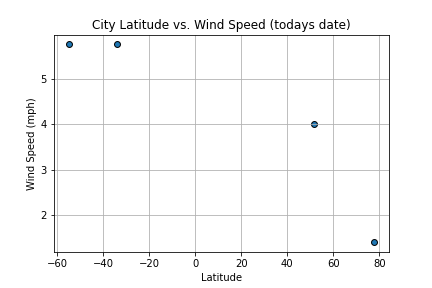 City Latitude vs. Wind Speed (todays date)
Wind Speed (mph)
5
4
3
2
−60 −40 −20 0 20 40 60 80
Latitude